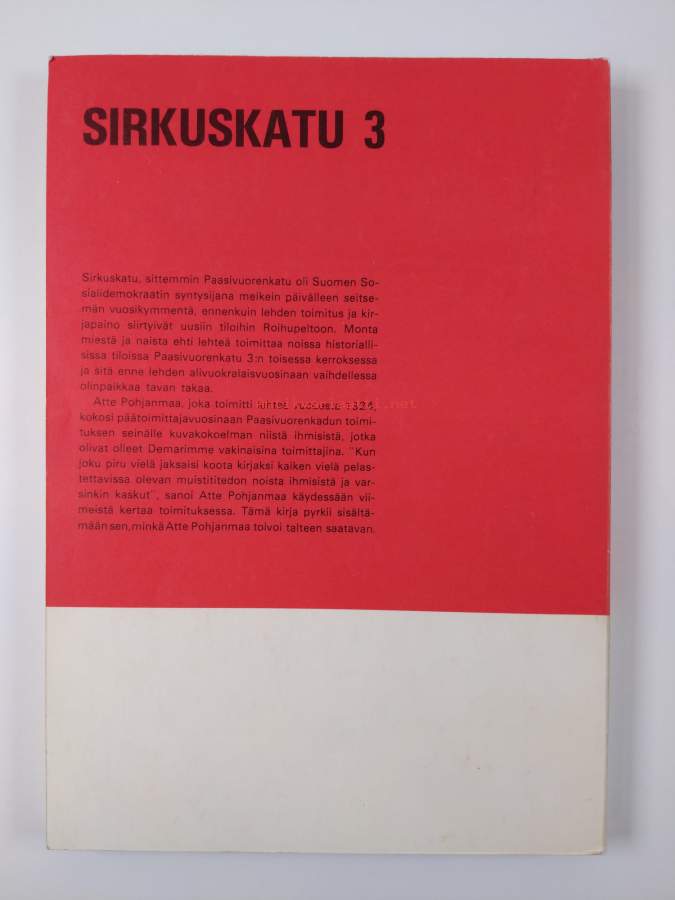 SIRKUSKATU 3
Sirkuskatu, sittemmin Paasivuorenkatu oli Suomen So-
sialidemokraatin syntysijana melkein päivälleen seitse-
män vuosikymmentä, ennenkuin lehden toimitus ja kir-
japaino siirtyivät uusiin tiloihin Roihupeltoon. Monta
miestä ja naista ehti lehteä toimittaa noissa historialli-
sissa tiloissa Paasivuorenkatu 3:n toisessa kerroksessa
ja sitä enne lehden alivuokralaisvuosinaan vaihdellessa
olinpaikkaa tavan takaa.
Atte Pohjanmaa, joka toimitti lehteä vuodesta 1924,
kokosi päätoimittajavuosinaan Paasivuorenkadun toimi-
tuksen seinälle kuvakokoelman niistä ihmisistä, jotka
olivat olleet Demarimme vakinaisina toimittajina. "Kun
joku piru vielä jaksaisi koota kirjaksi kaiken vielä pelas-
tettavissa olevan muistititedon noista ihmisistä ja var-
sinkin kaskut", sanoi Atte Pohjanmaa käydessään vii-
meistä kertaa toimituksessa. Tämä kirja pyrkii sisältä-
mään sen, minkä Atte Pohjanmaa toivoi talteen saatavan.